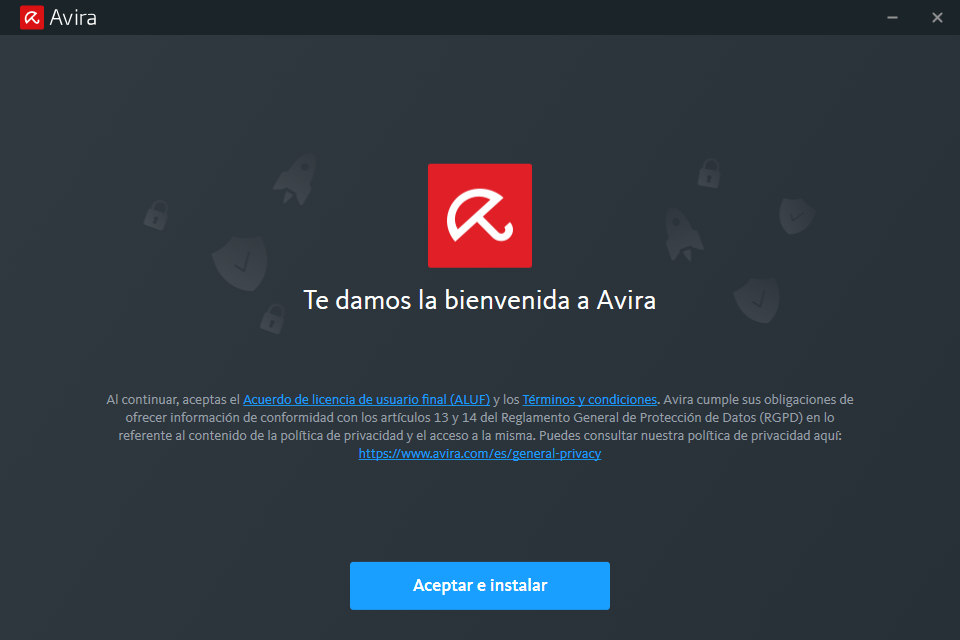 Avira
Te damos la bienvenida a Avira
Al continuar, aceptas el Acuerdo de licencia de usuario final (ALUF) y los Términos y condiciones. Avira cumple sus obligaciones de
ofrecer información de conformidad con los artículos 13 y 14 del Reglamento General de Protección de Datos (RGPD) en lo
referente al contenido de la política de privacidad y el acceso a la misma. Puedes consultar nuestra política de privacidad aquí:
https://www.avira.com/es/general-privacy
Aceptar e instalar